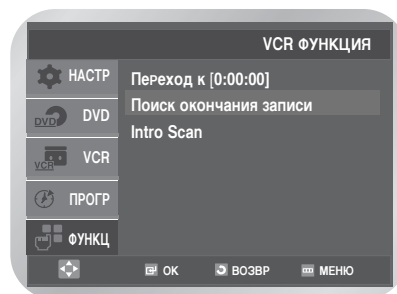 VCR ФУНКЦИЯ
НАСТР
Переход к [0:00:00]
DVD
DVD
Поиск окончания записи
Intro Scan
VCR
VCR
ПРОГР
ФУНКЦ
ОК
ВОЗВР
МЕНЮ